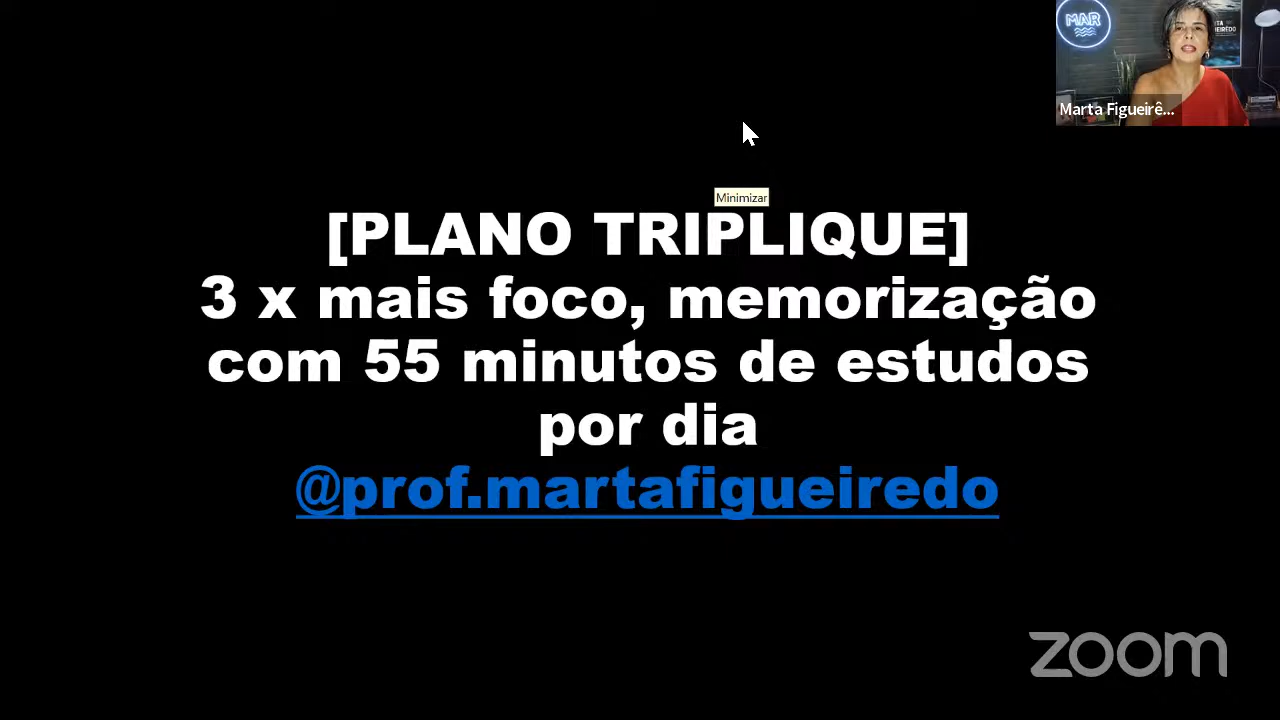 MAR
Marta Figueirê...
Minimizar
[PLANO TRIPLIQUE]
3 x mais foco, memorização
com 55 minutos de estudos
por dia
@prof.martafigueiredo
zoom